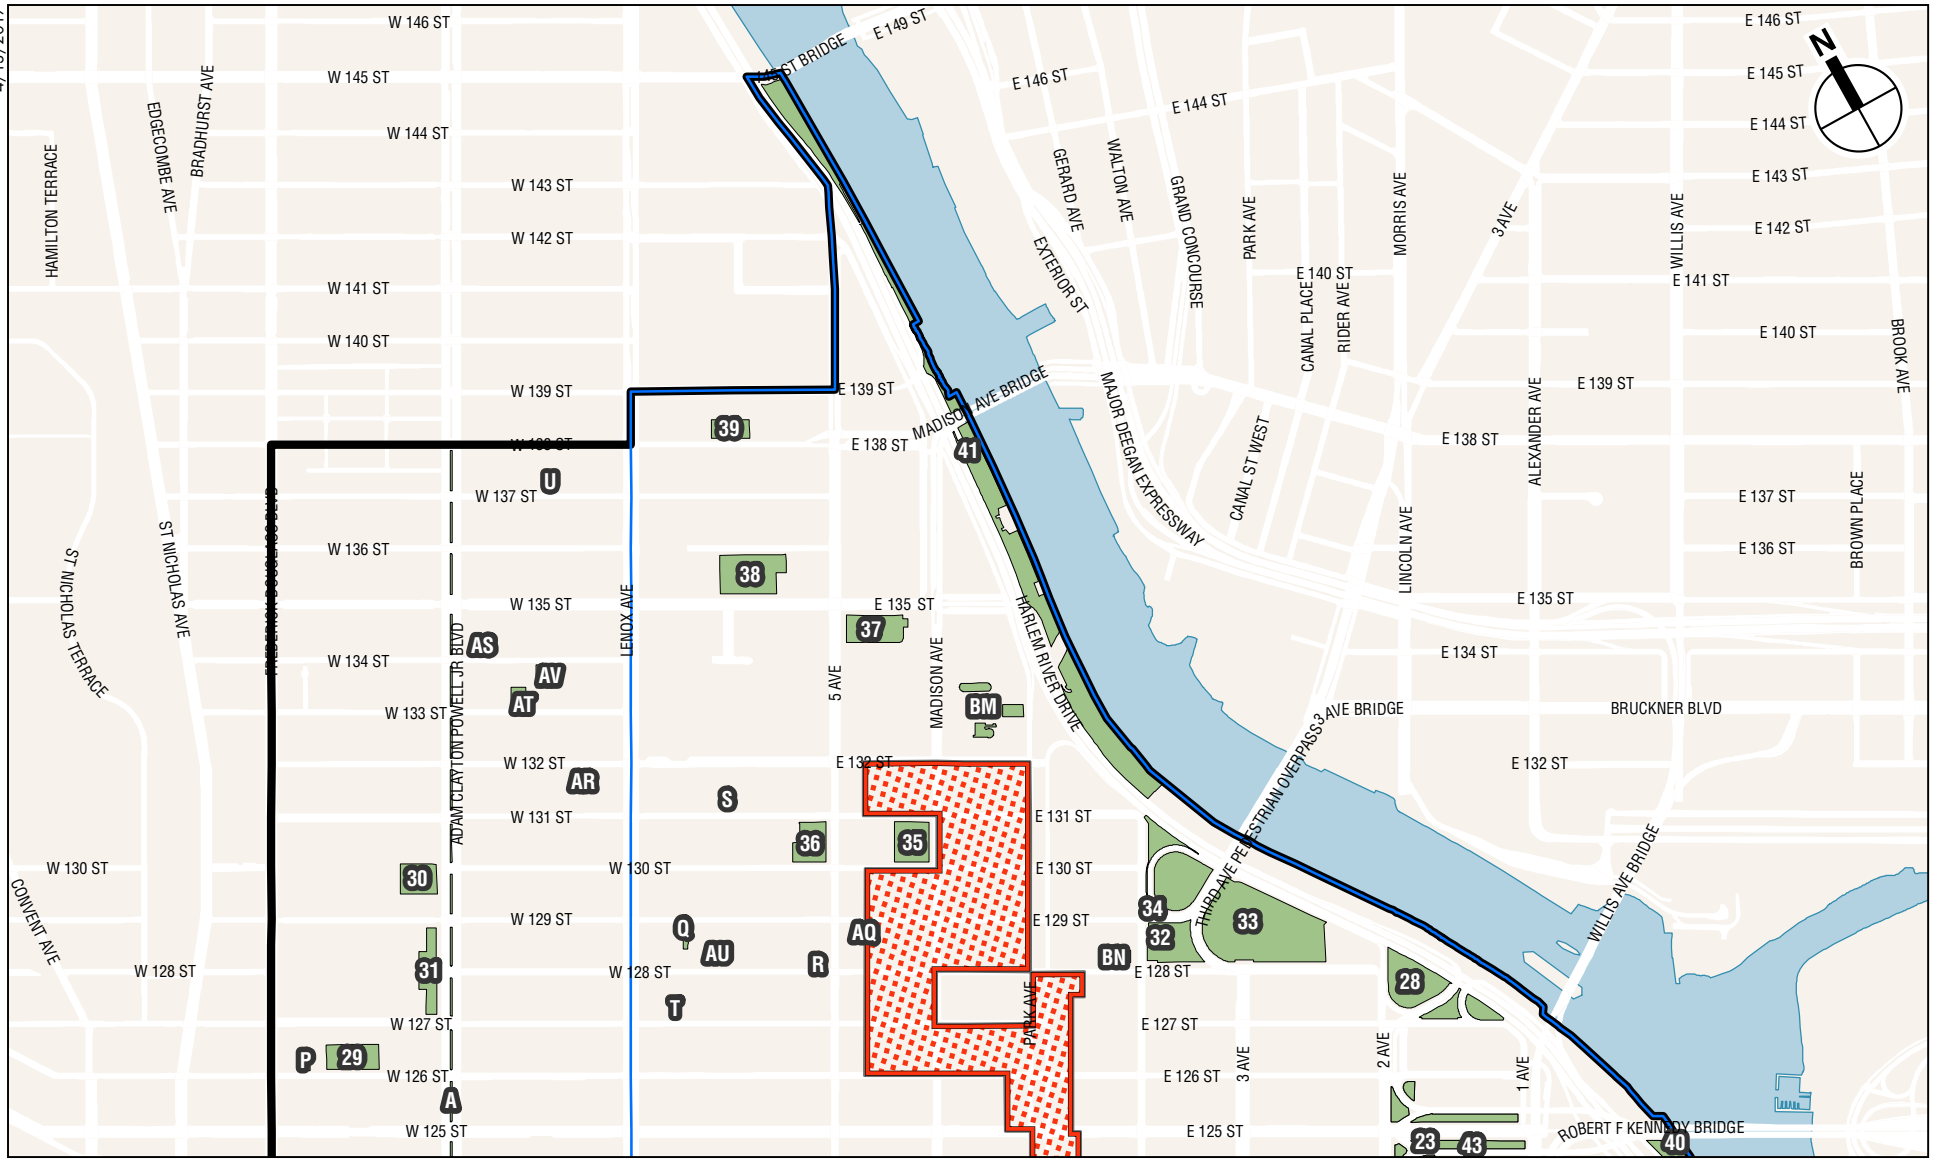 W 146 ST
W 145 ST
W 144 ST
W 143 ST
W 142 ST
W 141 ST
W 140 ST
W 139 ST
W 137 ST
W 136 ST
W 135 ST
W 134 ST
W 133 ST
W 132 ST
W 131 ST
W 130 ST
W 130 ST
W 129 ST
W 128 ST
W 128 ST
W 127 ST
W 126 ST
W 125 ST
HAMILTON TERRACE
EDGECOMBE AVE
BRADHURST AVE
ST NICHOLAS AVE
ST NICHOLAS TERRACE
CONVENT AVE
FREDERICK DOUGLAS BLVD
ADAM CLAYTON POWELL JR BLVD
LENOX AVE
5 AVE
MADISON AVE
PARK AVE
HARLEM RIVER DRIVE
145 ST BRIDGE
E 149 ST
MADISON AVE BRIDGE
E 139 ST
E 138 ST
E 135 ST
E 132 ST
E 131 ST
E 130 ST
E 129 ST
E 128 ST
E 127 ST
E 126 ST
E 125 ST
3 AVE
2 AVE
1 AVE
THIRD AVE PEDESTRIAN OVERPASS
3 AVE BRIDGE
WILLIS AVE BRIDGE
ROBERT F KENNEDY BRIDGE
E 146 ST
E 144 ST
GERARD AVE
WALTON AVE
GRAND CONCOURSE
EXTERIOR ST
PARK AVE
MORRIS AVE
3 AVE
E 140 ST
CANAL PLACE
RIDER AVE
MAJOR DEEGAN EXPRESSWAY
CANAL ST WEST
LINCOLN AVE
ALEXANDER AVE
WILLIS AVE
BROOK AVE
BROWN PLACE
E 146 ST
E 145 ST
E 144 ST
E 143 ST
E 142 ST
E 141 ST
E 140 ST
E 139 ST
E 138 ST
E 137 ST
E 136 ST
E 135 ST
E 134 ST
BRUCKNER BLVD
E 132 ST
N
39
41
U
38
37
AS
AV
AT
BM
AR
S
36
35
30
34
33
32
Q
AQ
AU
R
BN
31
28
T
P
29
A
23
43
40